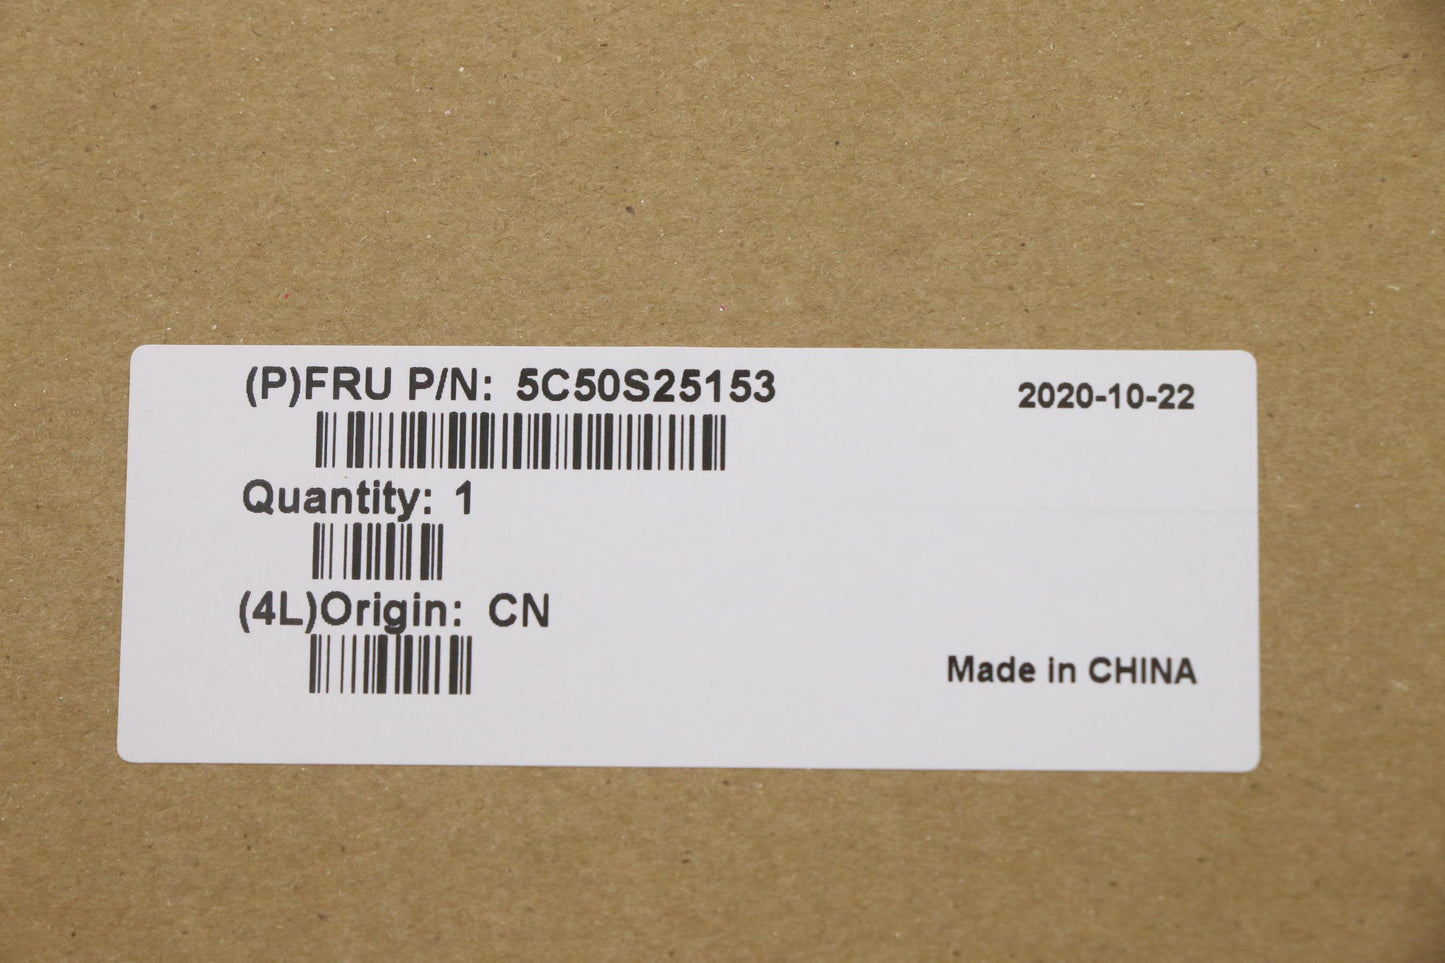 (P)FRU P/N: 5C50S25153
2020-10-22
Quantity: 1
(4L)Origin: CN
Made in CHINA